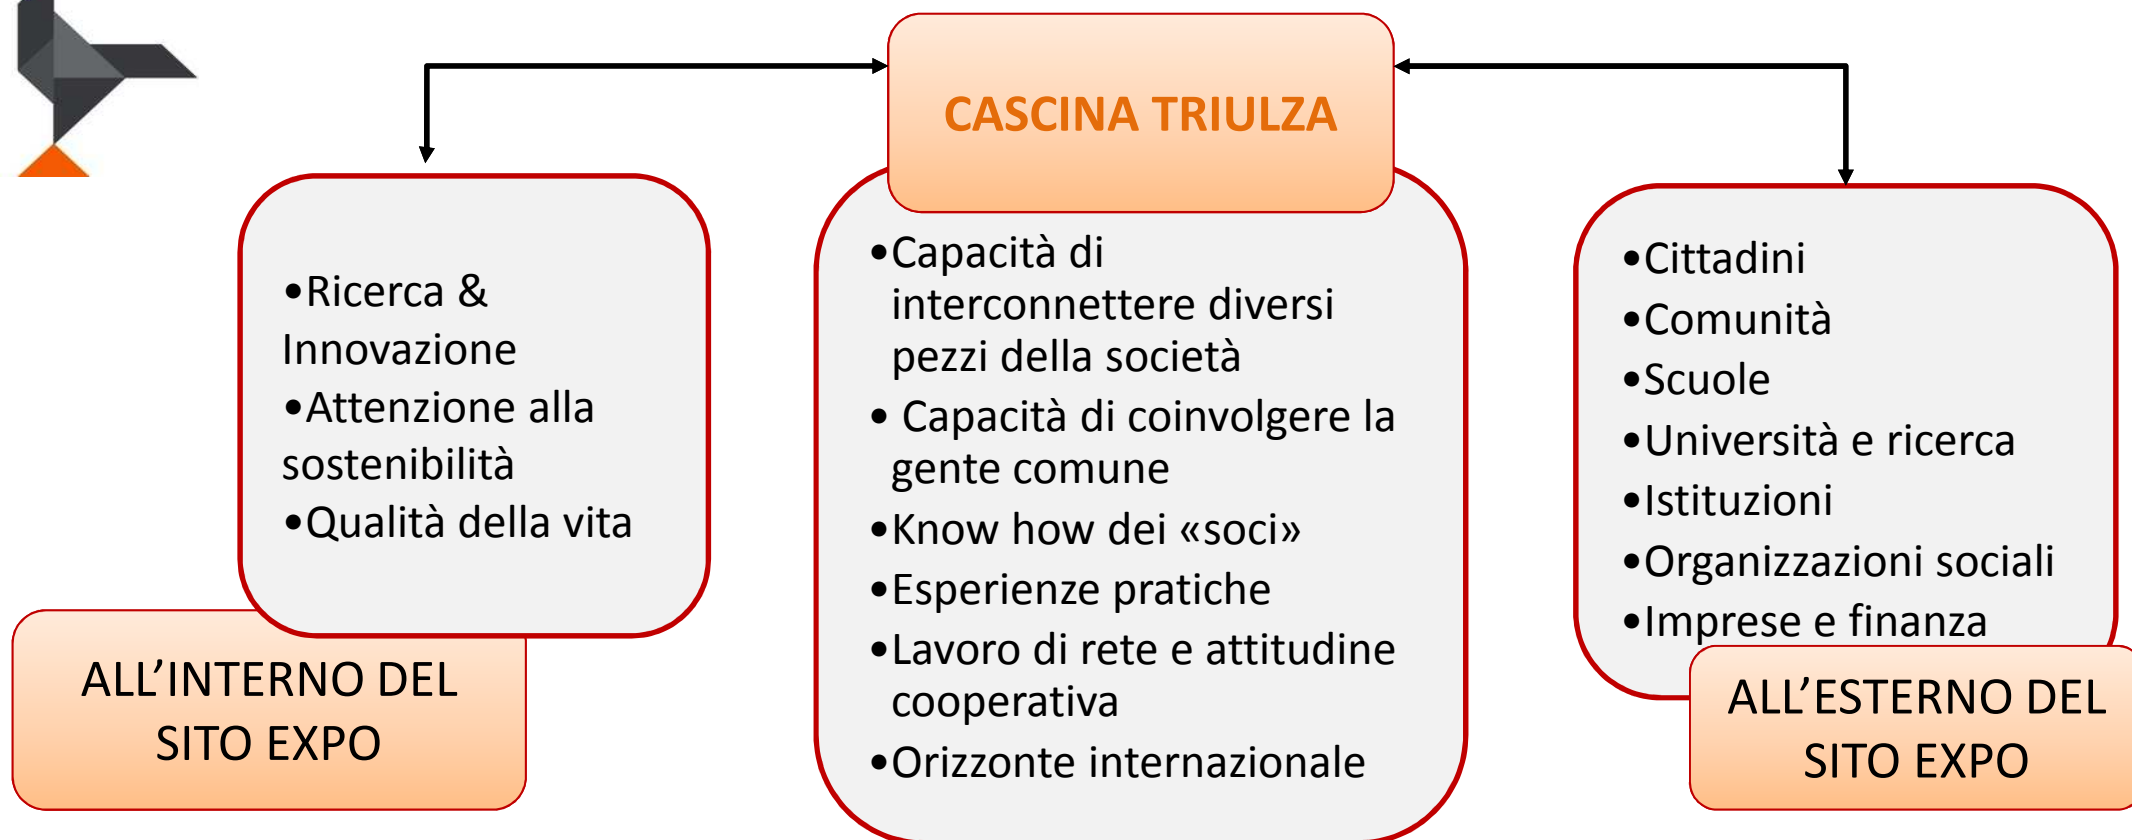 CASCINA TRIULZA
•Ricerca &
Innovazione
•Attenzione alla
sostenibilità
•Qualità della vita
ALL’INTERNO DEL
SITO EXPO
•Capacità di
interconnettere diversi
pezzi della società
• Capacità di coinvolgere la
gente comune
•Know how dei «soci»
•Esperienze pratiche
•Lavoro di rete e attitudine
cooperativa
•Orizzonte internazionale
•Cittadini
•Comunità
•Scuole
•Università e ricerca
•Istituzioni
•Organizzazioni sociali
•Imprese e finanza
ALL’ESTERNO DEL
SITO EXPO